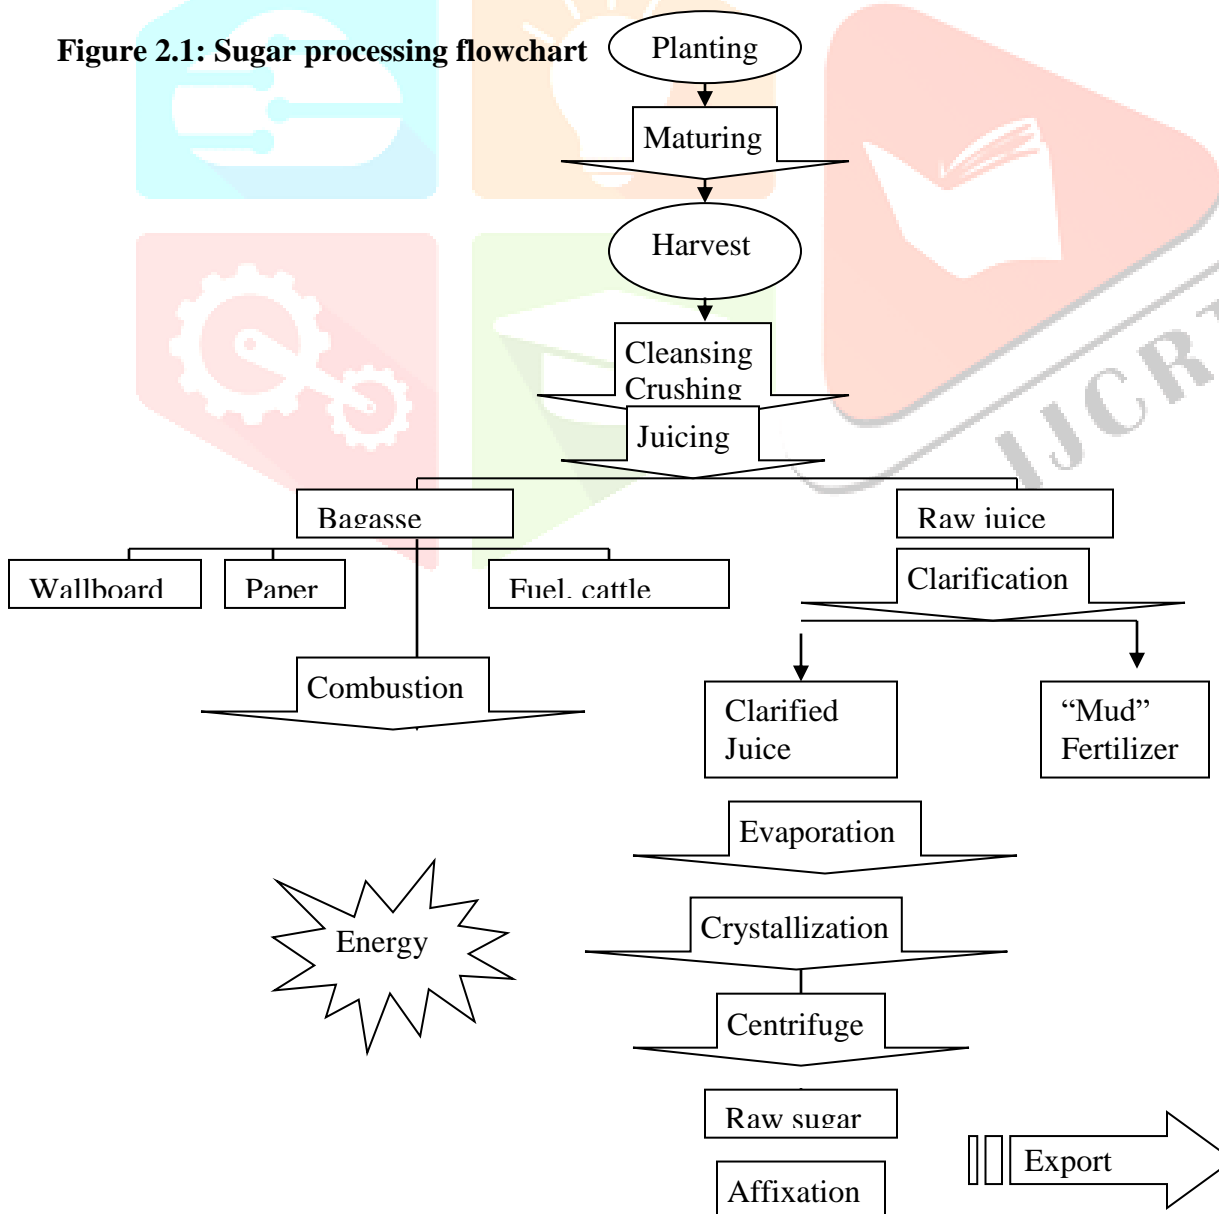 Figure 2.1: Sugar processing flowchart
Planting
Maturing
Harvest
Cleansing
Crushing
Juicing
Bagasse
Raw juice
Wallboard
Paper
Fuel, cattle
Clarification
Combustion
Clarified
Juice
“Mud”
Fertilizer
Evaporation
Energy
Crystallization
Centrifuge
Raw sugar
Export
Affixation